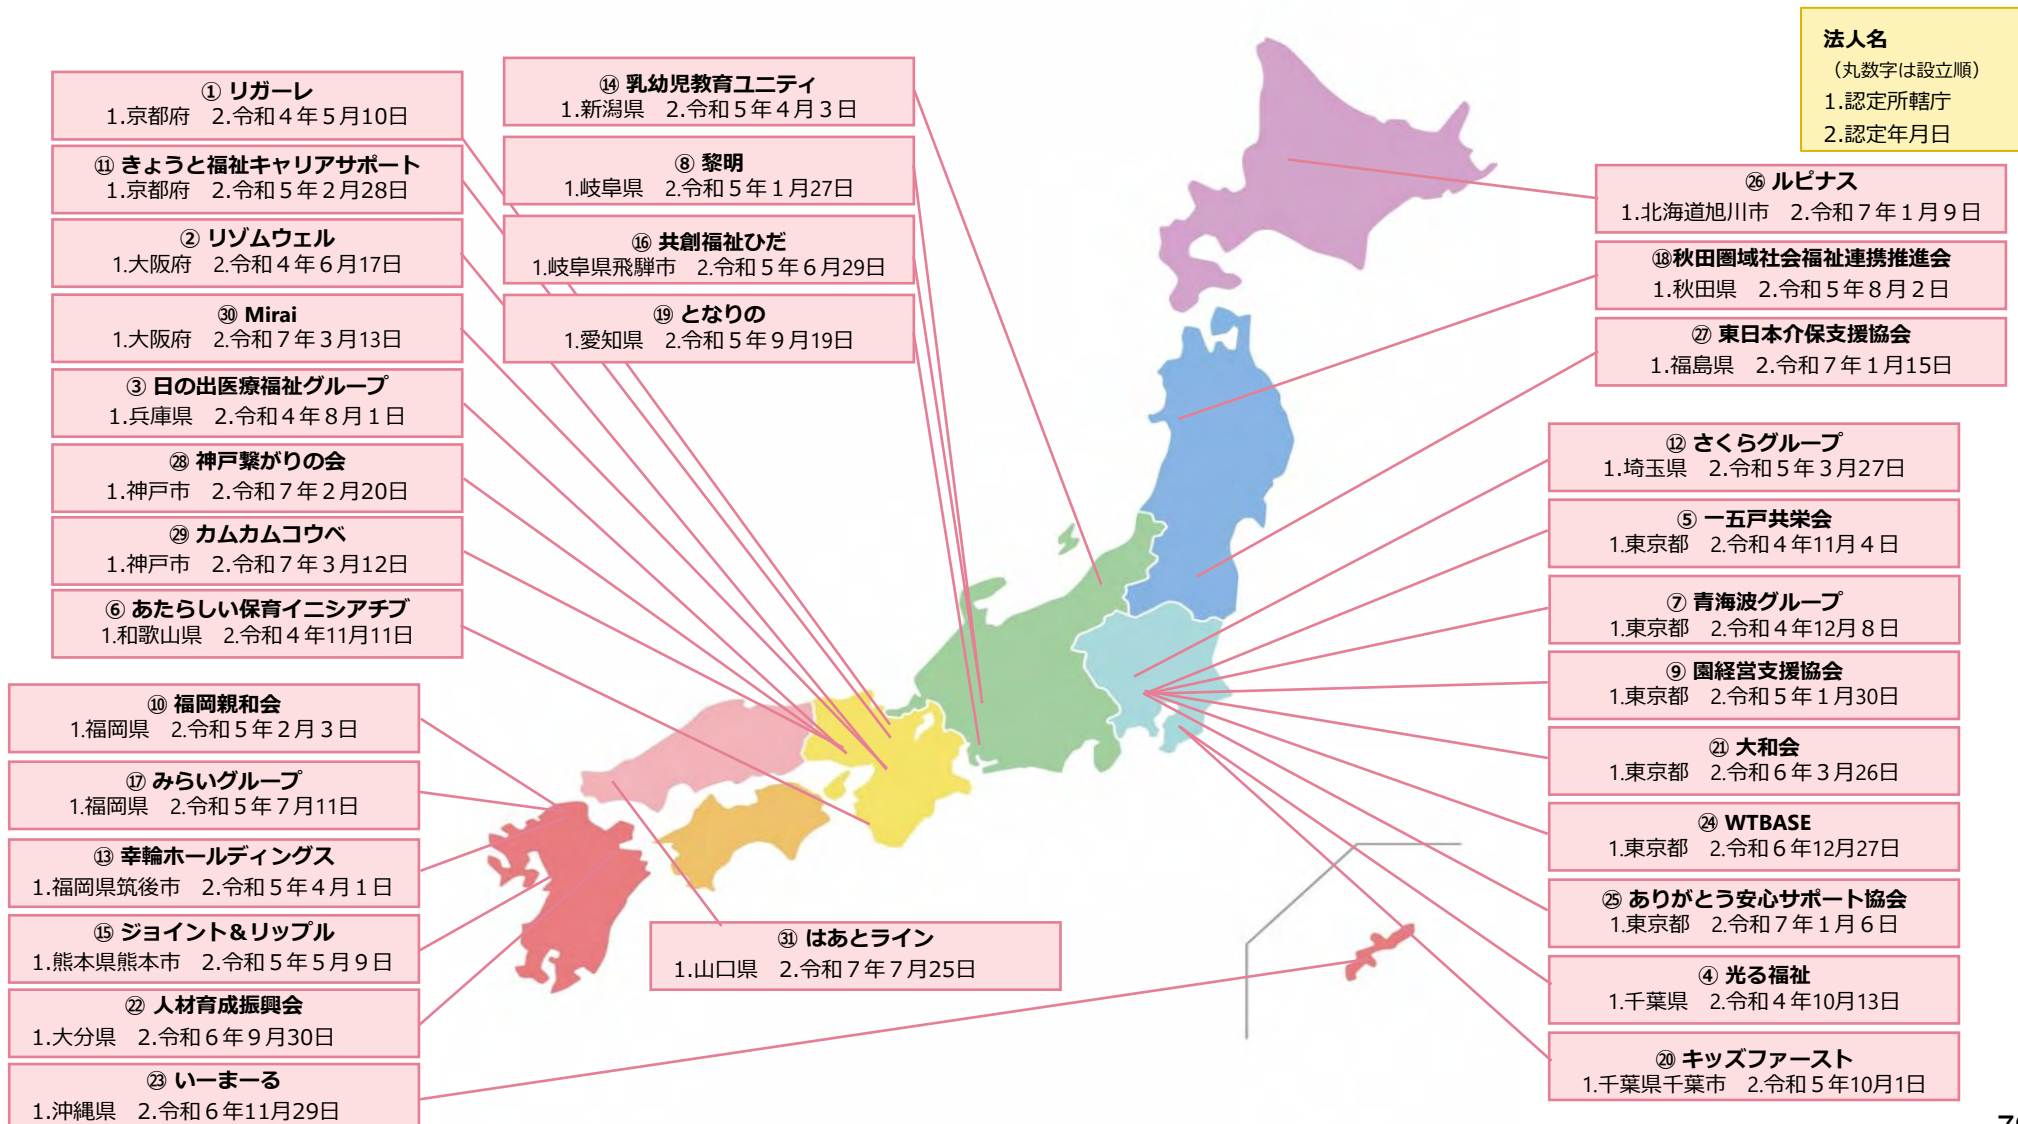 法人名
（丸数字は設立順）
1.認定所轄庁
2.認定年月日
① リガーレ
1.京都府　2.令和４年５月10日
⑪ きょうと福祉キャリアサポート
1.京都府　2.令和５年２月28日
② リゾムウェル
1.大阪府　2.令和４年６月17日
㉚ Mirai
1.大阪府　2.令和７年３月13日
③ 日の出医療福祉グループ
1.兵庫県　2.令和４年８月１日
㉘ 神戸繋がりの会
1.神戸市　2.令和７年２月20日
㉙ カムカムコウベ
1.神戸市　2.令和７年３月12日
⑥ あたらしい保育イニシアチブ
1.和歌山県　2.令和４年11月11日
⑩ 福岡親和会
1.福岡県　2.令和５年２月３日
⑰ みらいグループ
1.福岡県　2.令和５年７月11日
⑬ 幸輪ホールディングス
1.福岡県筑後市　2.令和５年４月１日
⑮ ジョイント＆リップル
1.熊本県熊本市　2.令和５年５月９日
㉒ 人材育成振興会
1.大分県　2.令和６年９月30日
㉓ いーまーる
1.沖縄県　2.令和６年11月29日
⑭ 乳幼児教育ユニティ
1.新潟県　2.令和５年４月３日
⑧ 黎明
1.岐阜県　2.令和５年１月27日
⑯ 共創福祉ひだ
1.岐阜県飛騨市　2.令和５年６月29日
⑲ となりの
1.愛知県　2.令和５年９月19日
㉛ はあとライン
1.山口県　2.令和７年７月25日
㉖ ルピナス
1.北海道旭川市　2.令和７年１月９日
⑱秋田圏域社会福祉連携推進会
1.秋田県　2.令和５年８月２日
㉗ 東日本介保支援協会
1.福島県　2.令和７年１月15日
⑫ さくらグループ
1.埼玉県　2.令和５年３月27日
⑤ 一五戸共栄会
1.東京都　2.令和４年11月４日
⑦ 青海波グループ
1.東京都　2.令和４年12月８日
⑨ 園経営支援協会
1.東京都　2.令和５年１月30日
㉑ 大和会
1.東京都　2.令和６年３月26日
㉔ WTBASE
1.東京都　2.令和６年12月27日
㉕ ありがとう安心サポート協会
1.東京都　2.令和７年１月６日
④ 光る福祉
1.千葉県　2.令和４年10月13日
⑳ キッズファースト
1.千葉県千葉市　2.令和５年10月1日